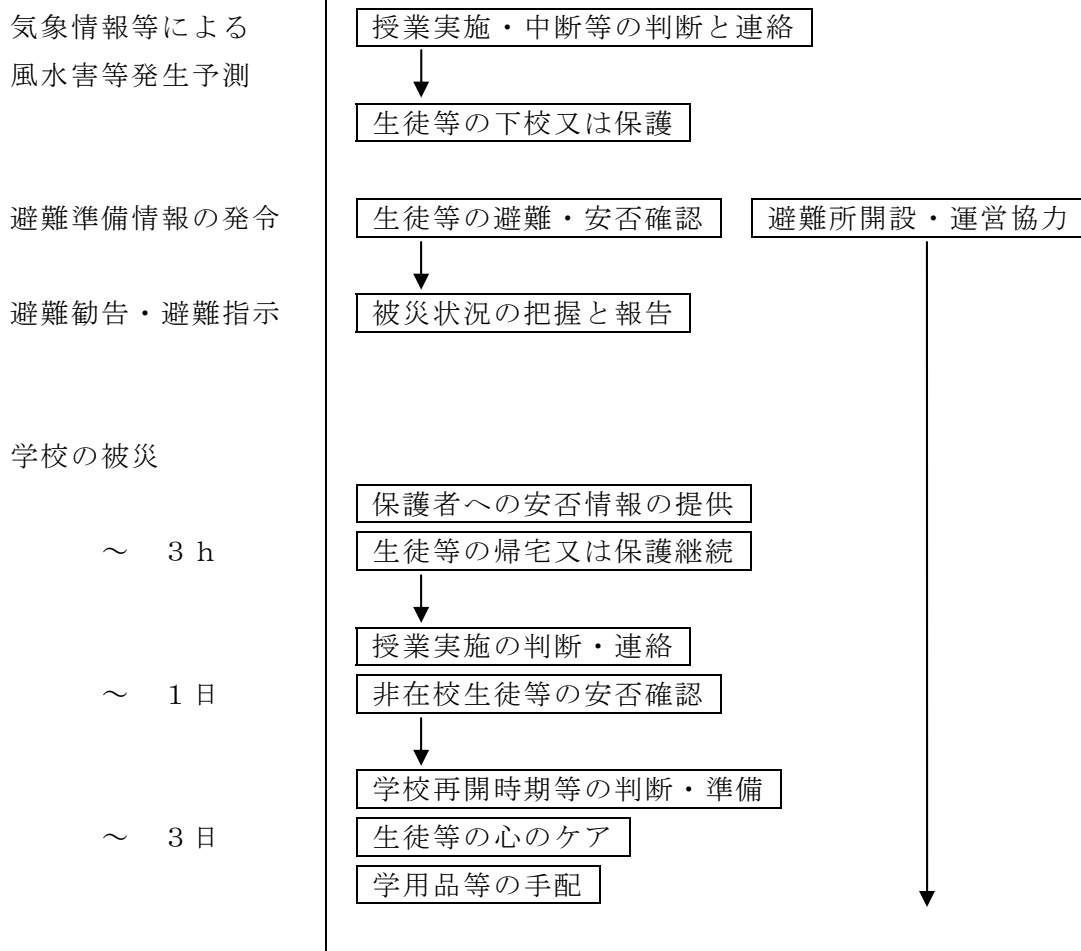 気象情報等による
授業実施・中断等の判断と連絡
風水害等発生予測
生徒等の下校又は保護
避難準備情報の発令
生徒等の避難・安否確認
避難所開設・運営協力
避難勧告・避難指示
被災状況の把握と報告
学校の被災
保護者への安否情報の提供
～　３ｈ
生徒等の帰宅又は保護継続
授業実施の判断・連絡
～　１日
非在校生徒等の安否確認
学校再開時期等の判断・準備
～　３日
生徒等の心のケア
学用品等の手配